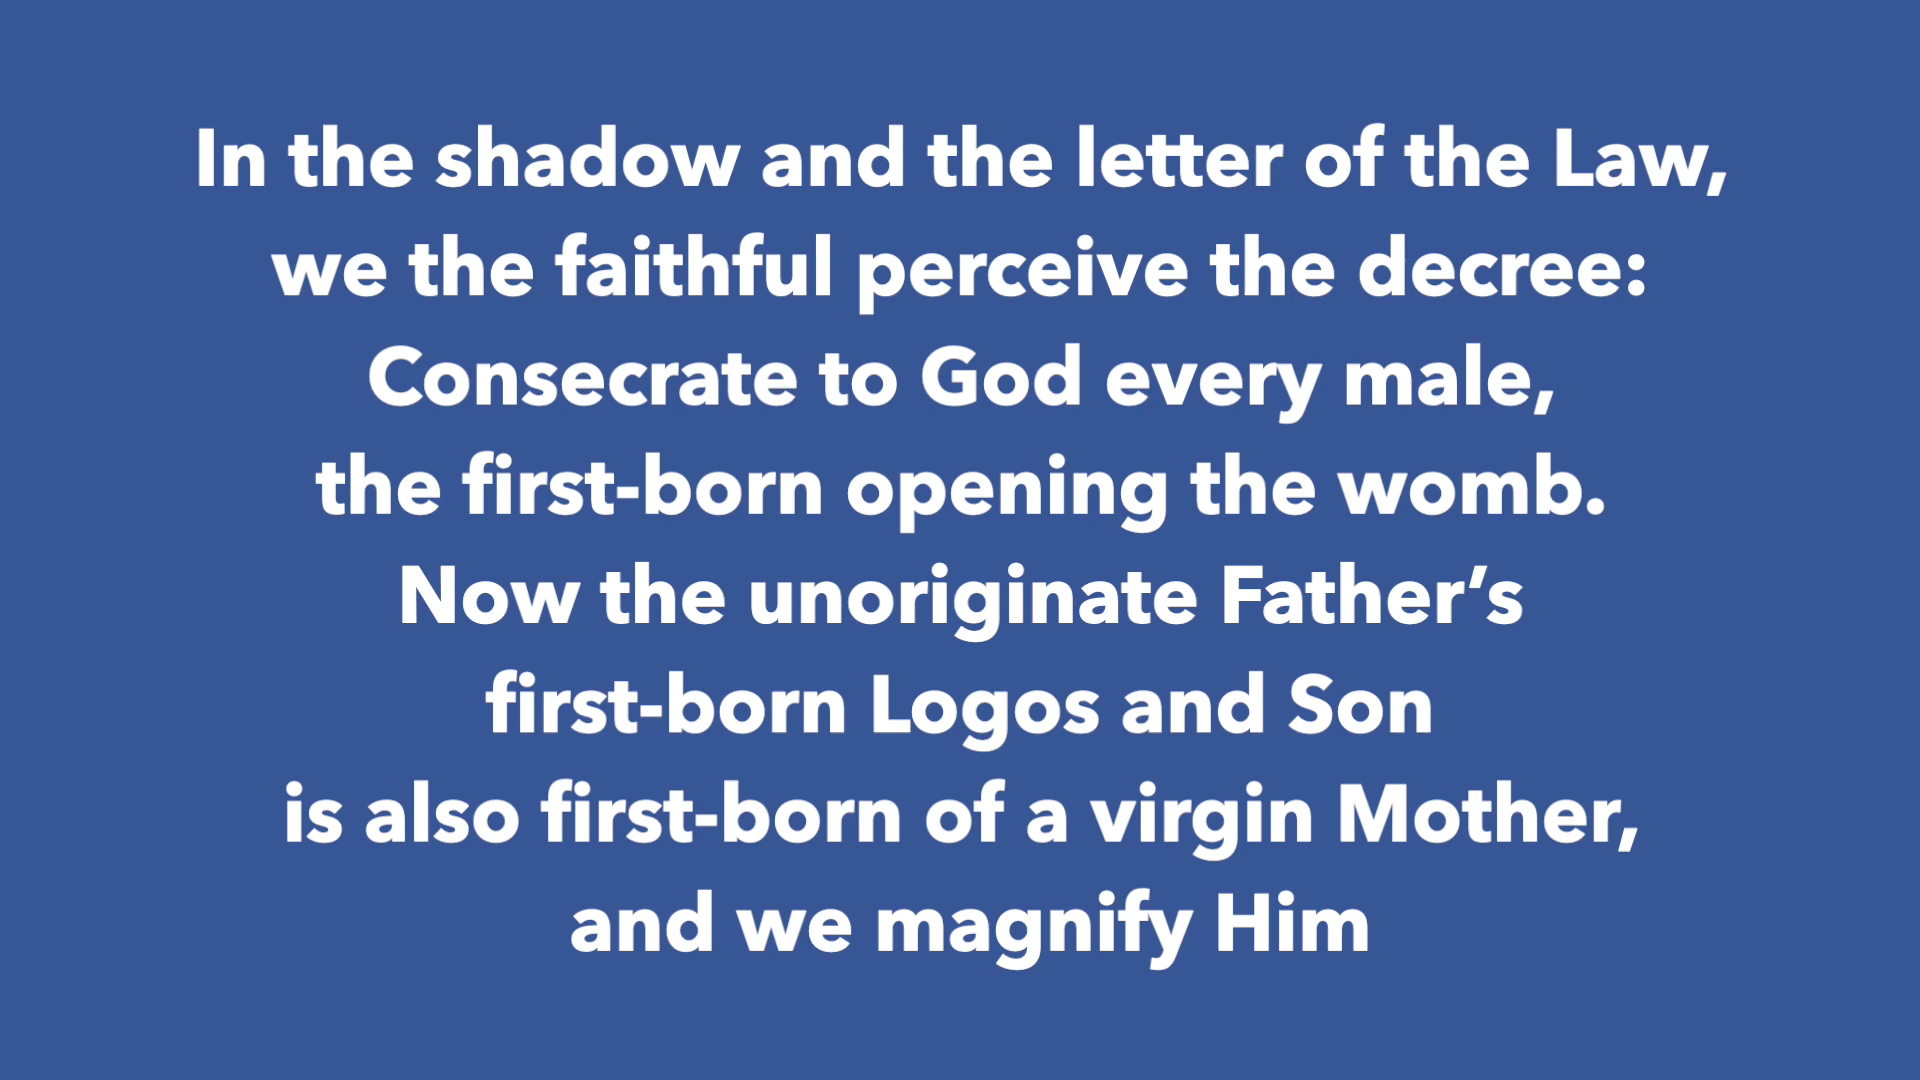 In the shadow and the letter of the Law,
we the faithful perceive the decree:
Consecrate to God every male,
the first-born opening the womb.
Now the unoriginate Father’s
first-born Logos and Son
is also first-born of a virgin Mother,
and we magnify Him